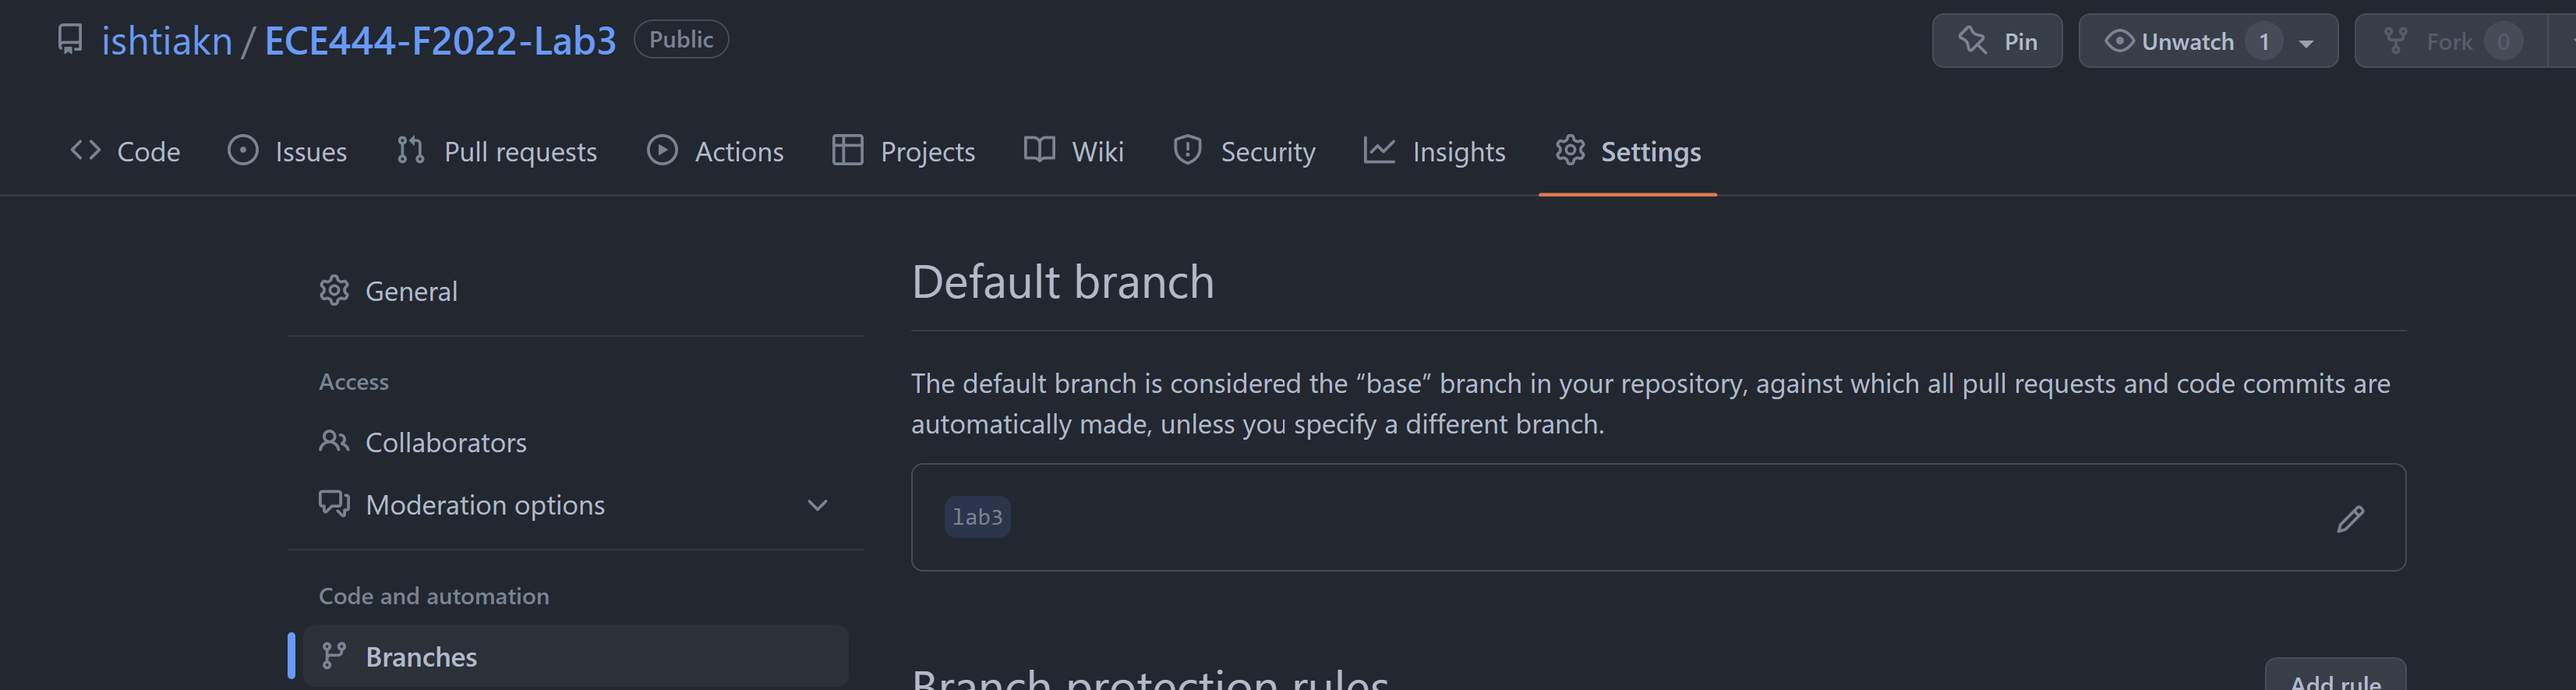 ishtiakn / ECE444-F2022-Lab3 Public Pin Unwatch 1 Fork 0
Code Issues Pull requests Actions Projects Wiki Security Insights Settings
General
Access
Collaborators
Moderation options
Code and automation
Branches
Default branch
The default branch is considered the “base” branch in your repository, against which all pull requests and code commits are
automatically made, unless you specify a different branch.
lab3
Branch protection rules
Add rule